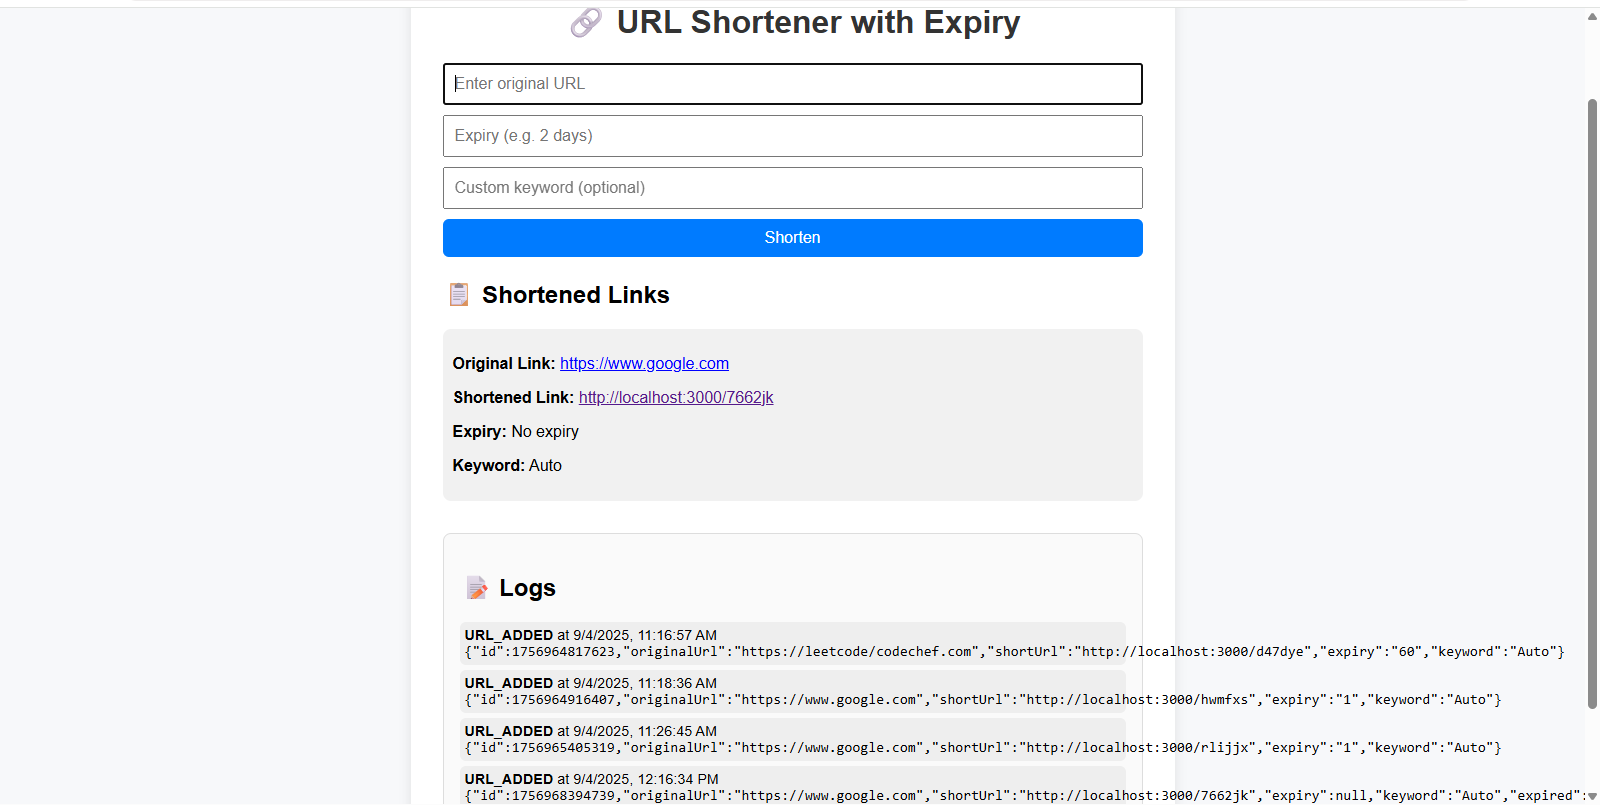 URL Shortener with Expiry
Enter original URL
Expiry (e.g. 2 days)
Custom keyword (optional)
Shorten
Shortened Links
Original Link: https://www.google.com
Shortened Link: http://localhost:3000/7662jk
Expiry: No expiry
Keyword: Auto
Logs
URL_ADDED at 9/4/2025, 11:16:57 AM
{"id":1756964817623,"originalUrl":"https://leetcode/codechef.com","shortUrl":"http://localhost:3000/d47dye","expiry":"60","keyword":"Auto"}
URL_ADDED at 9/4/2025, 11:18:36 AM
{"id":1756964916407,"originalUrl":"https://www.google.com","shortUrl":"http://localhost:3000/hwmfxs","expiry":"1","keyword":"Auto"}
URL_ADDED at 9/4/2025, 11:26:45 AM
{"id":1756965405319,"originalUrl":"https://www.google.com","shortUrl":"http://localhost:3000/rlijjx","expiry":"1","keyword":"Auto"}
URL_ADDED at 9/4/2025, 12:16:34 PM
{"id":1756968394739,"originalUrl":"https://www.google.com","shortUrl":"http://localhost:3000/7662jk","expiry":null,"keyword":"Auto","expired":